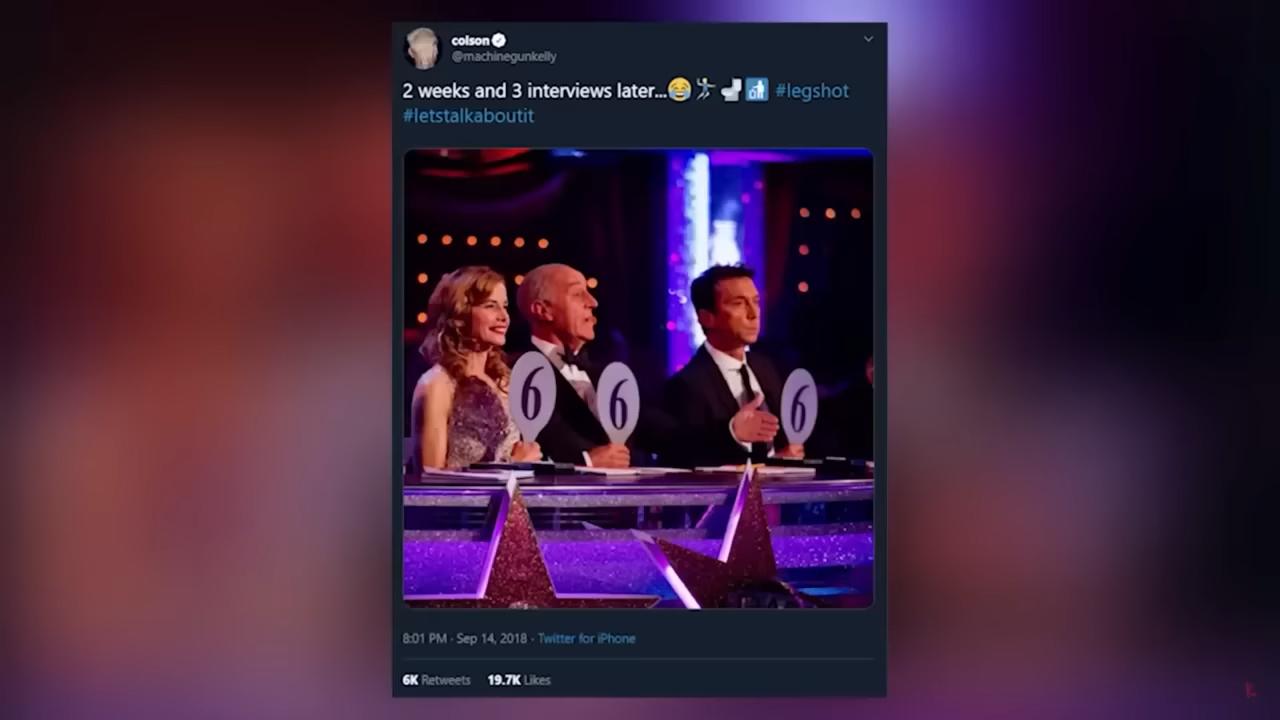 colson
@machinegunkelly
2 weeks and 3 interviews later...😂🤾🚽🚮 #legshot
#letstalkaboutit
6 6 6
8:01 PM · Sep 14, 2018 · Twitter for iPhone
6K Retweets 19.7K Likes